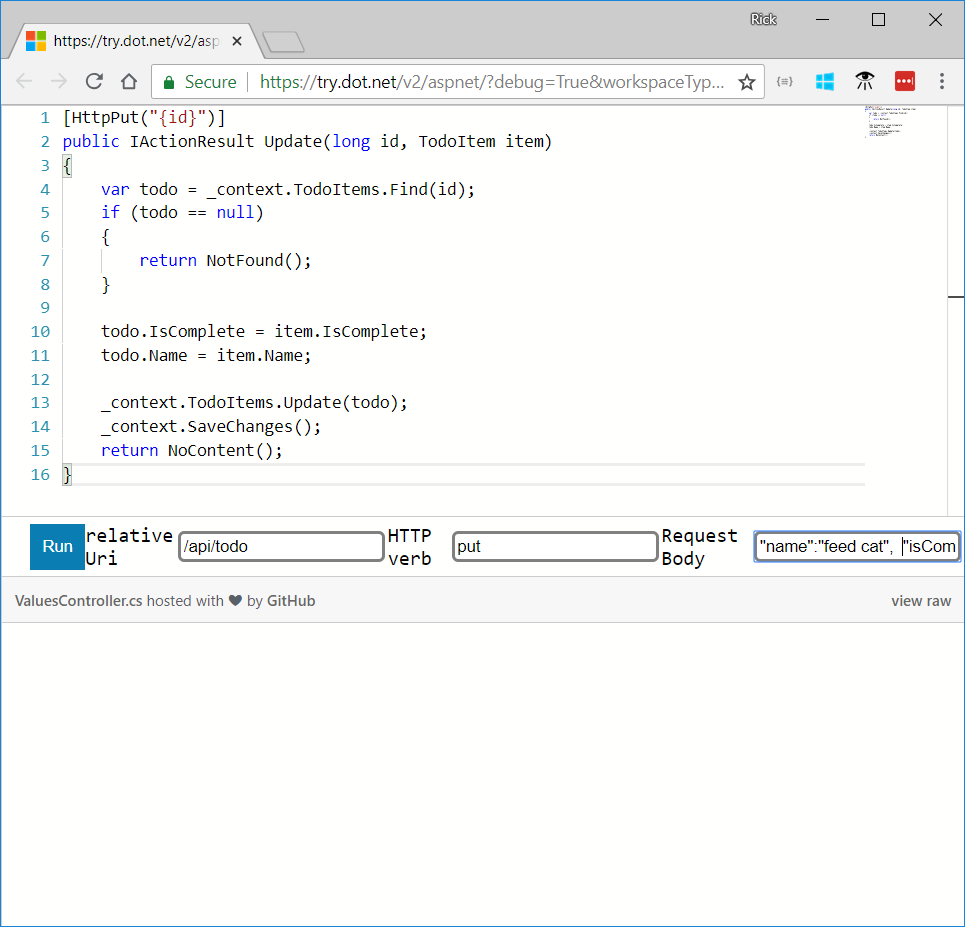 Rick
https://try.dot.net/v2/asp
Secure https://try.dot.net/v2/aspnet/?debug=True&workspaceTyp...
1 [HttpPut("{id}")]
2 public IActionResult Update(long id, TodoItem item)
3 {
4     var todo = _context.TodoItems.Find(id);
5     if (todo == null)
6     {
7         return NotFound();
8     }
9
10     todo.IsComplete = item.IsComplete;
11     todo.Name = item.Name;
12
13     _context.TodoItems.Update(todo);
14     _context.SaveChanges();
15     return NoContent();
16 }
Run relative Uri /api/todo HTTP verb put Request Body "name":"feed cat", "isCom
ValuesController.cs hosted with ❤ by GitHub view raw